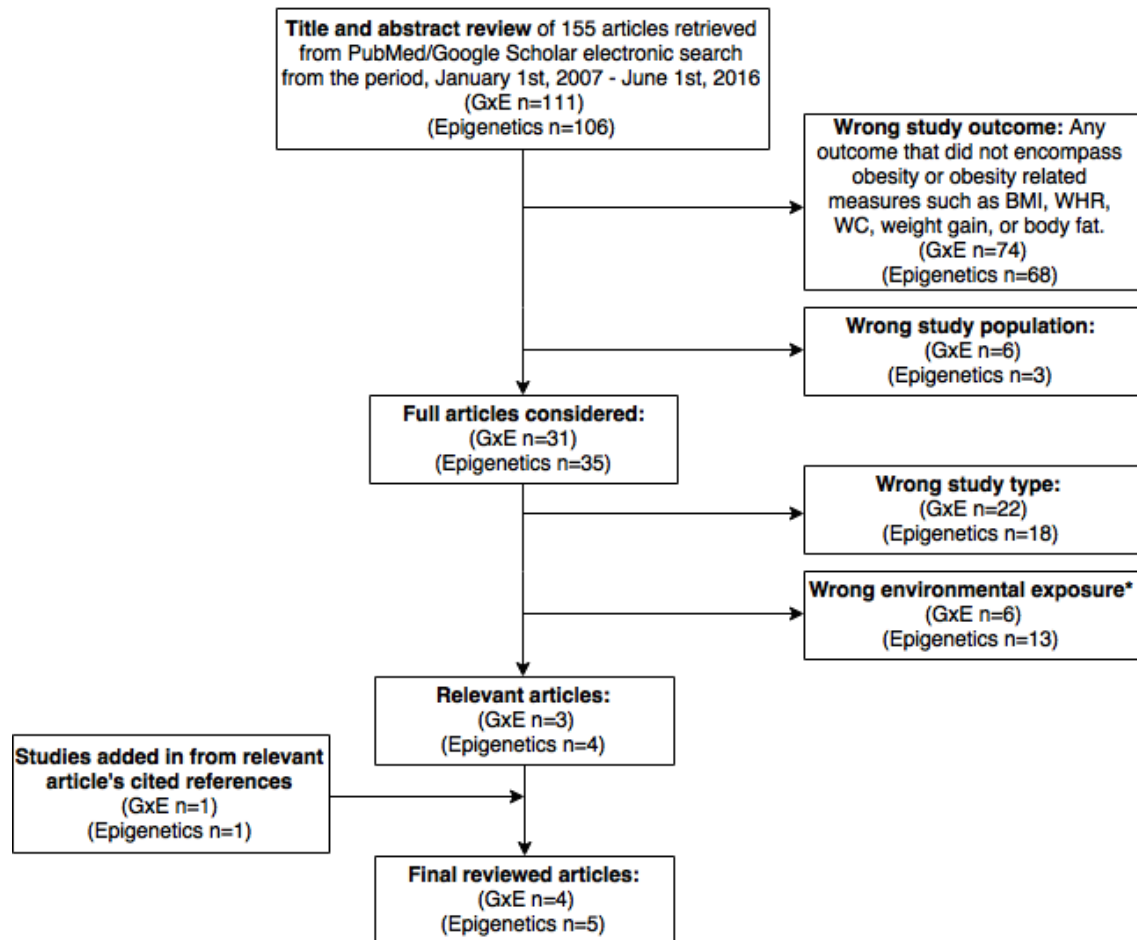 Title and abstract review of 155 articles retrieved
from PubMed/Google Scholar electronic search
from the period, January 1st, 2007 - June 1st, 2016
(GxE n=111)
(Epigenetics n=106)
Wrong study outcome: Any
outcome that did not encompass
obesity or obesity related
measures such as BMI, WHR,
WC, weight gain, or body fat.
(GxE n=74)
(Epigenetics n=68)
Wrong study population:
(GxE n=6)
(Epigenetics n=3)
Full articles considered:
(GxE n=31)
(Epigenetics n=35)
Wrong study type:
(GxE n=22)
(Epigenetics n=18)
Wrong environmental exposure*
(GxE n=6)
(Epigenetics n=13)
Relevant articles:
(GxE n=3)
(Epigenetics n=4)
Studies added in from relevant
article's cited references
(GxE n=1)
(Epigenetics n=1)
Final reviewed articles:
(GxE n=4)
(Epigenetics n=5)